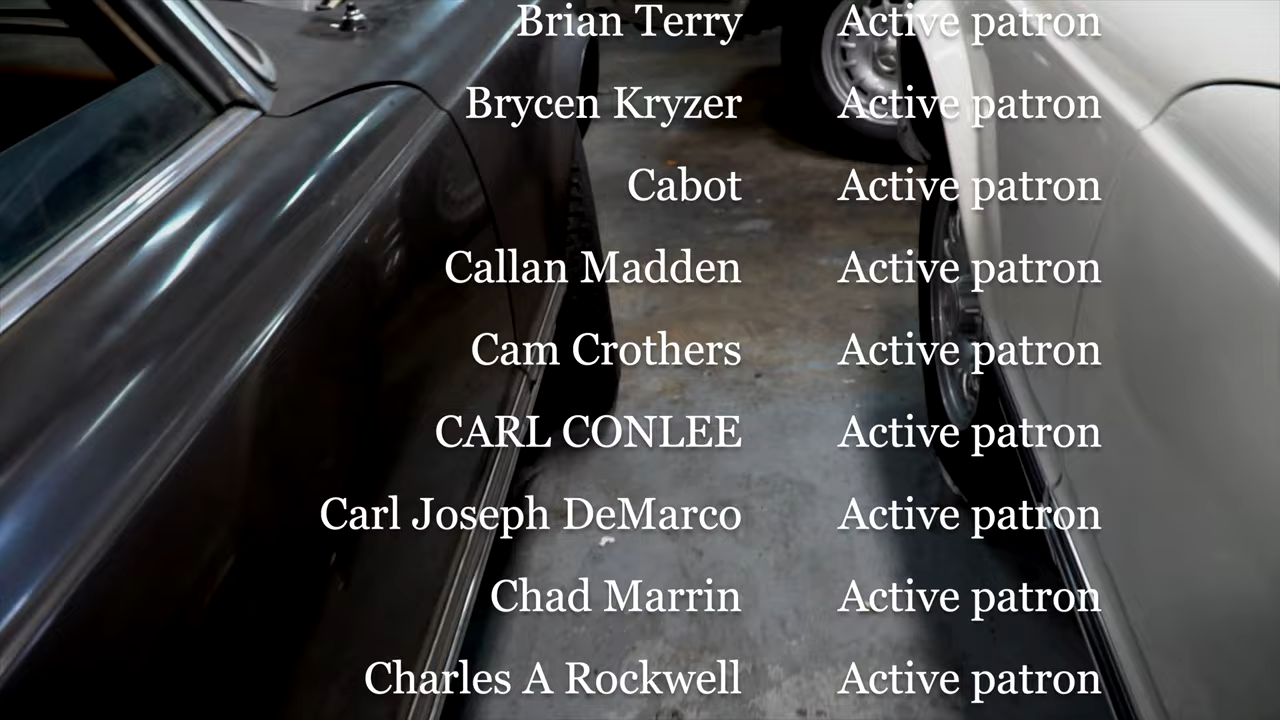 Brian Terry Active patron
Brycen Kryzer Active patron
Cabot Active patron
Callan Madden Active patron
Cam Crothers Active patron
CARL CONLEE Active patron
Carl Joseph DeMarco Active patron
Chad Marrin Active patron
Charles A Rockwell Active patron